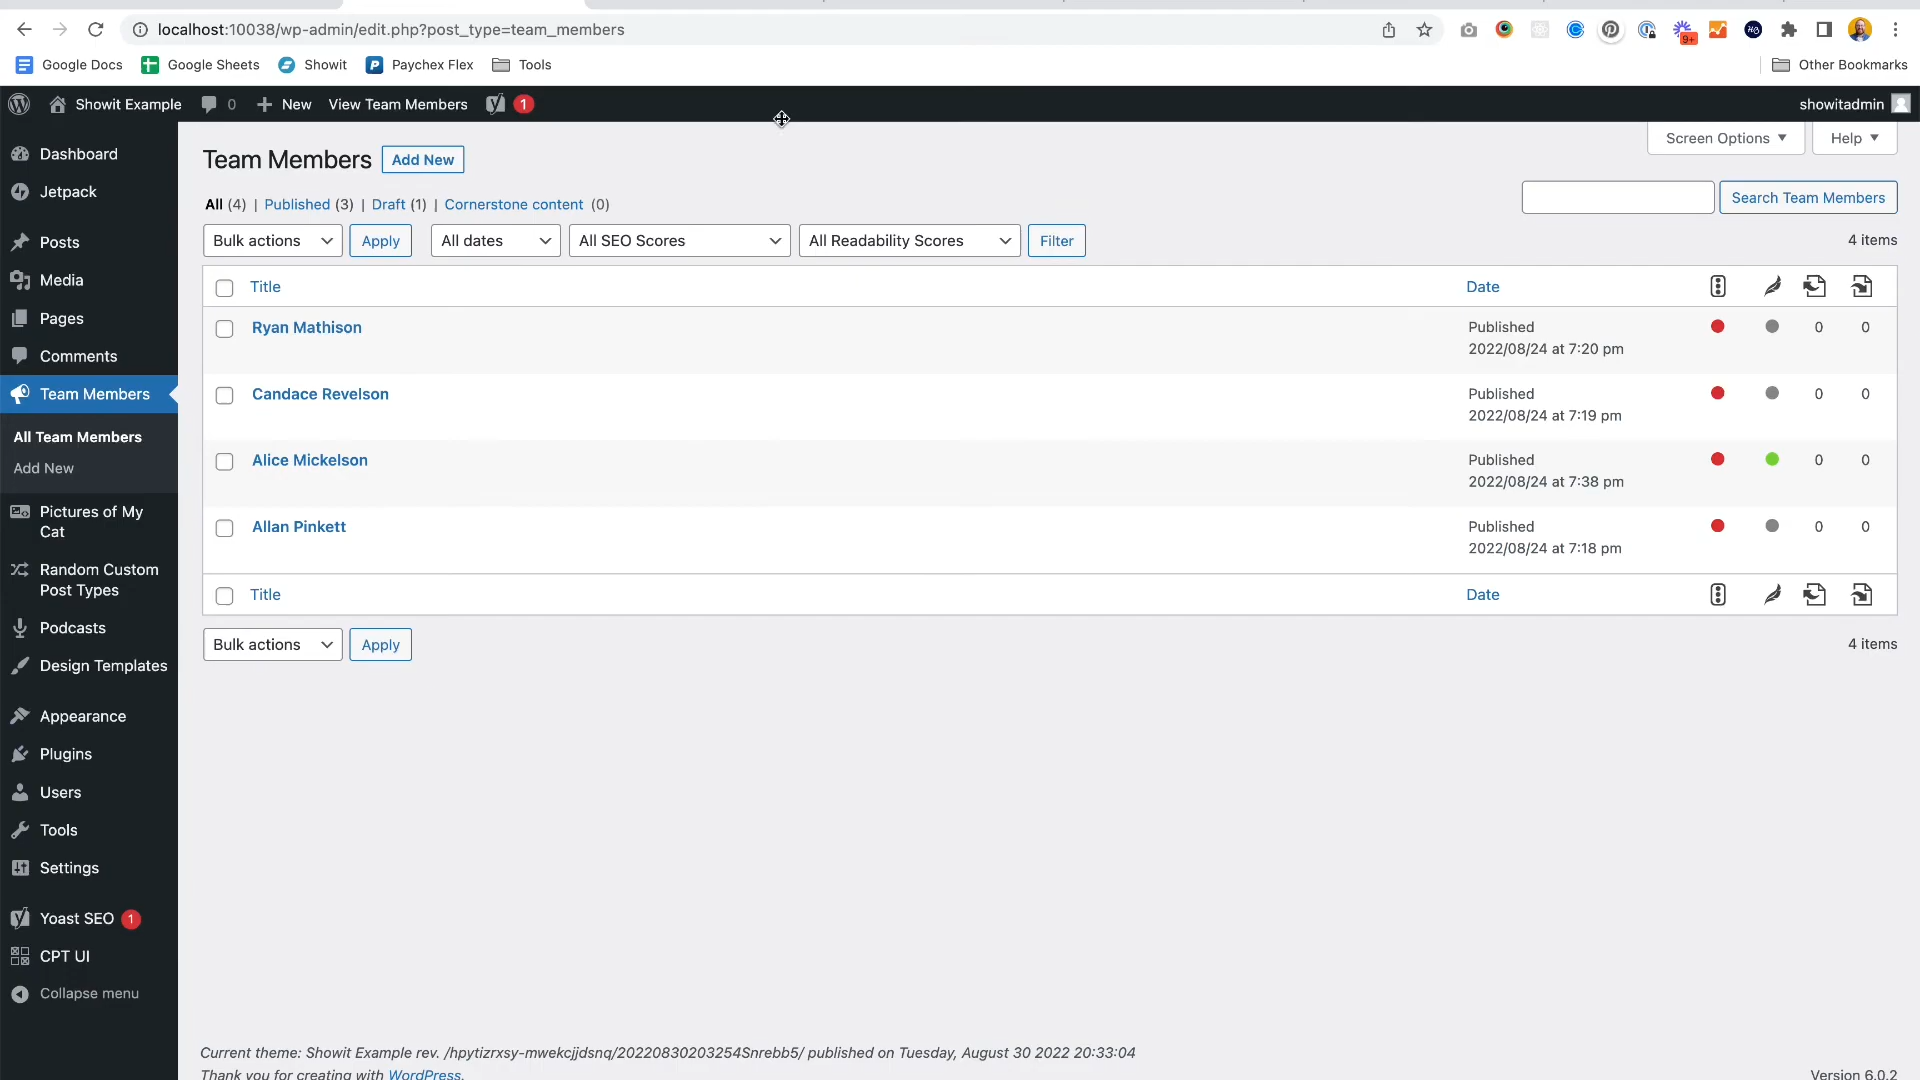 localhost:10038/wp-admin/edit.php?post_type=team_members
9+
Google Docs Google Sheets Showit Paychex Flex Tools Other Bookmarks
Showit Example 0 New View Team Members 1 showitadmin
Screen Options Help
Dashboard
Jetpack
Posts
Media
Pages
Comments
Team Members
All Team Members
Add New
Pictures of My
Cat
Random Custom
Post Types
Podcasts
Design Templates
Appearance
Plugins
Users
Tools
Settings
Yoast SEO 1
CPT UI
Collapse menu
Team Members Add New
All (4) | Published (3) | Draft (1) | Cornerstone content (0)
Search Team Members
Bulk actions Apply All dates All SEO Scores All Readability Scores Filter 4 items
Title Date
Ryan Mathison Published 0 0
2022/08/24 at 7:20 pm
Candace Revelson Published 0 0
2022/08/24 at 7:19 pm
Alice Mickelson Published 0 0
2022/08/24 at 7:38 pm
Allan Pinkett Published 0 0
2022/08/24 at 7:18 pm
Title Date
Bulk actions Apply 4 items
Current theme: Showit Example rev. /hpytizrxsy-mwekcjjdsnq/20220830203254Snrebb5/ published on Tuesday, August 30 2022 20:33:04
Thank you for creating with WordPress. Version 6.0.2